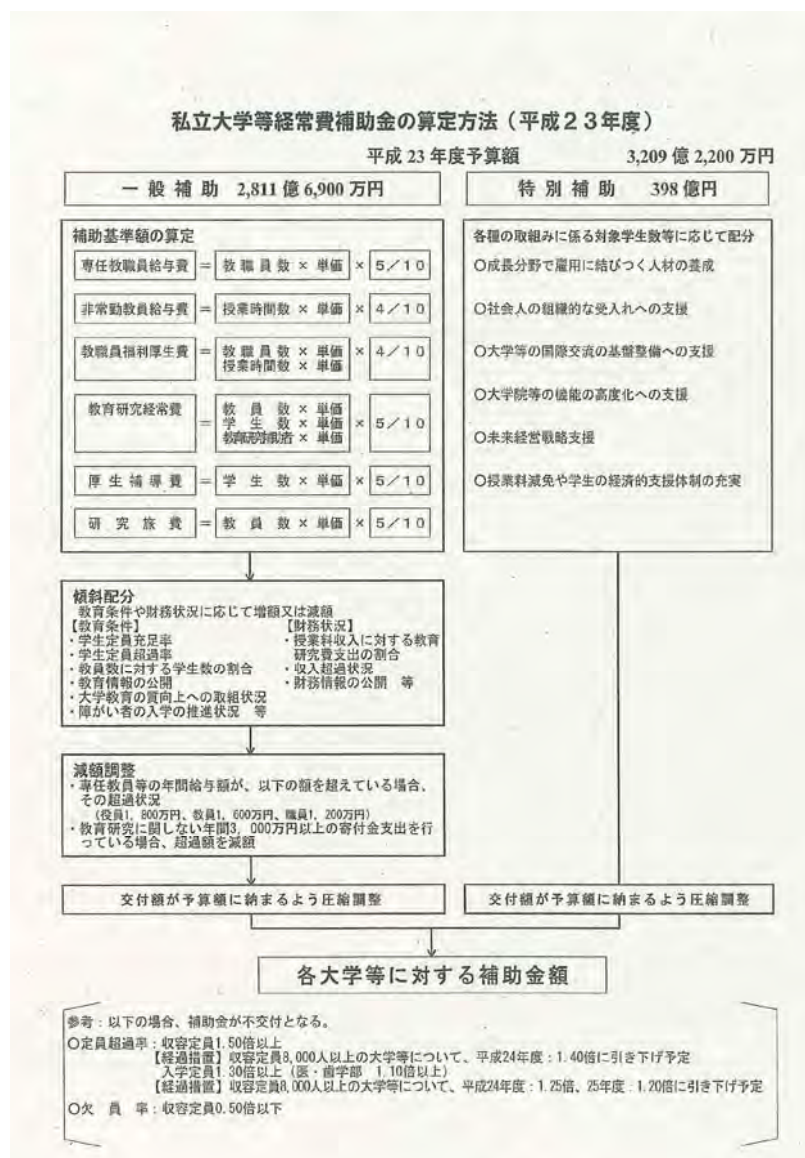 私立大学等経常費補助金の算定方法(平成23年度)
平成23年度予算額 3,209億2,200万円
一般補助 2,811億6,900万円
特別補助 398億円
補助基準額の算定
専任教職員給与費 = 教職員数 × 単価 × 5/10
非常勤教員給与費 = 授業時間数 × 単価 × 4/10
教職員福利厚生費 = 教職員数 × 単価 × 4/10
授業時間数 × 単価
教育研究経常費 = 教員数 × 単価 × 5/10
学生数 × 単価
× 単価
厚生補導費 = 学生数 × 単価 × 5/10
研究旅費 = 教員数 × 単価 × 5/10
各種の取組みに係る対象学生数等に応じて配分
○成長分野で雇用に結びつく人材の養成
○社会人の組織的な受入れへの支援
○大学等の国際交流の基盤整備への支援
○大学院等の機能の高度化への支援
○未来経営戦略支援
○授業料減免や学生の経済的支援体制の充実
傾斜配分
教育条件や財務状況に応じて増額又は減額
【教育条件】
・学生定員充足率
・学生定員超過率
・教員数に対する学生数の割合
・教育情報の公開
・大学教育の質向上への取組状況
・障がい者の入学の推進状況 等
【財務状況】
・授業料収入に対する教育
研究費支出の割合
・収入超過状況
・財務情報の公開 等
減額調整
・専任教員等の年間給与額が、以下の額を超えている場合、
その超過状況
(役員1,800万円、教員1,600万円、職員1,200万円)
・教育研究に関しない年間3,000万円以上の寄付金支出を行
っている場合、超過額を減額
交付額が予算額に納まるよう圧縮調整
交付額が予算額に納まるよう圧縮調整
各大学等に対する補助金額
参考:以下の場合、補助金が不交付となる。
○定員超過率:収容定員1.50倍以上
【経過措置】収容定員8,000人以上の大学等について、平成24年度:1.40倍に引き下げ予定
入学定員1.30倍以上(医・歯学部 1.10倍以上)
【経過措置】収容定員8,000人以上の大学等について、平成24年度:1.25倍、25年度:1.20倍に引き下げ予定
○欠員率:収容定員0.50倍以下